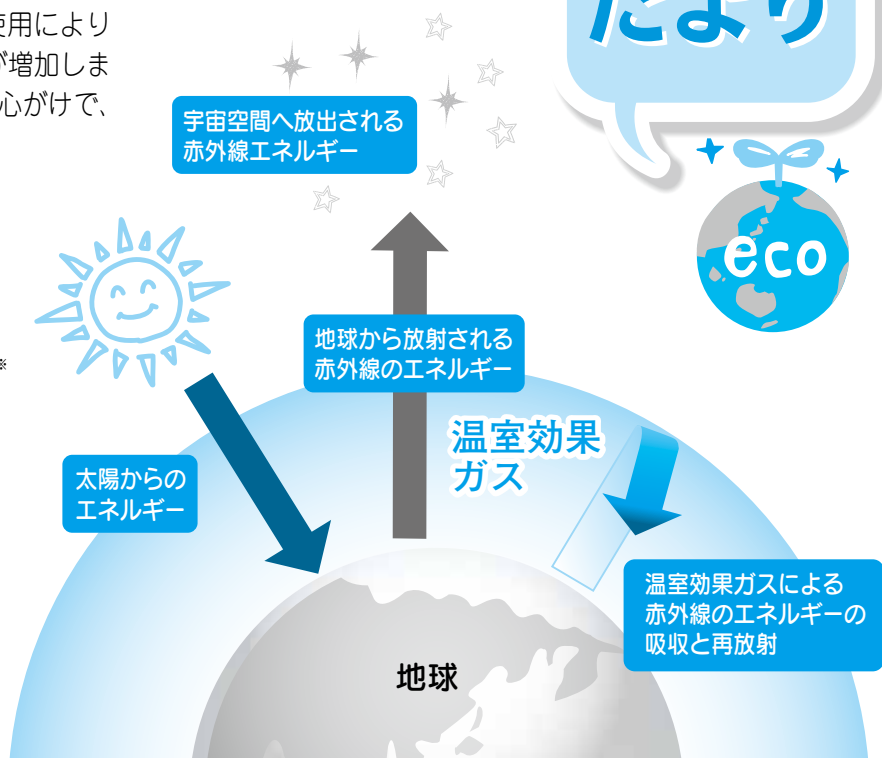 使用により
が増加しま
心がけで、
だより
宇宙空間へ放出される
赤外線エネルギー
eco
地球から放射される
赤外線のエネルギー
※
温室効果
ガス
太陽からの
エネルギー
温室効果ガスによる
赤外線のエネルギーの
吸収と再放射
地球